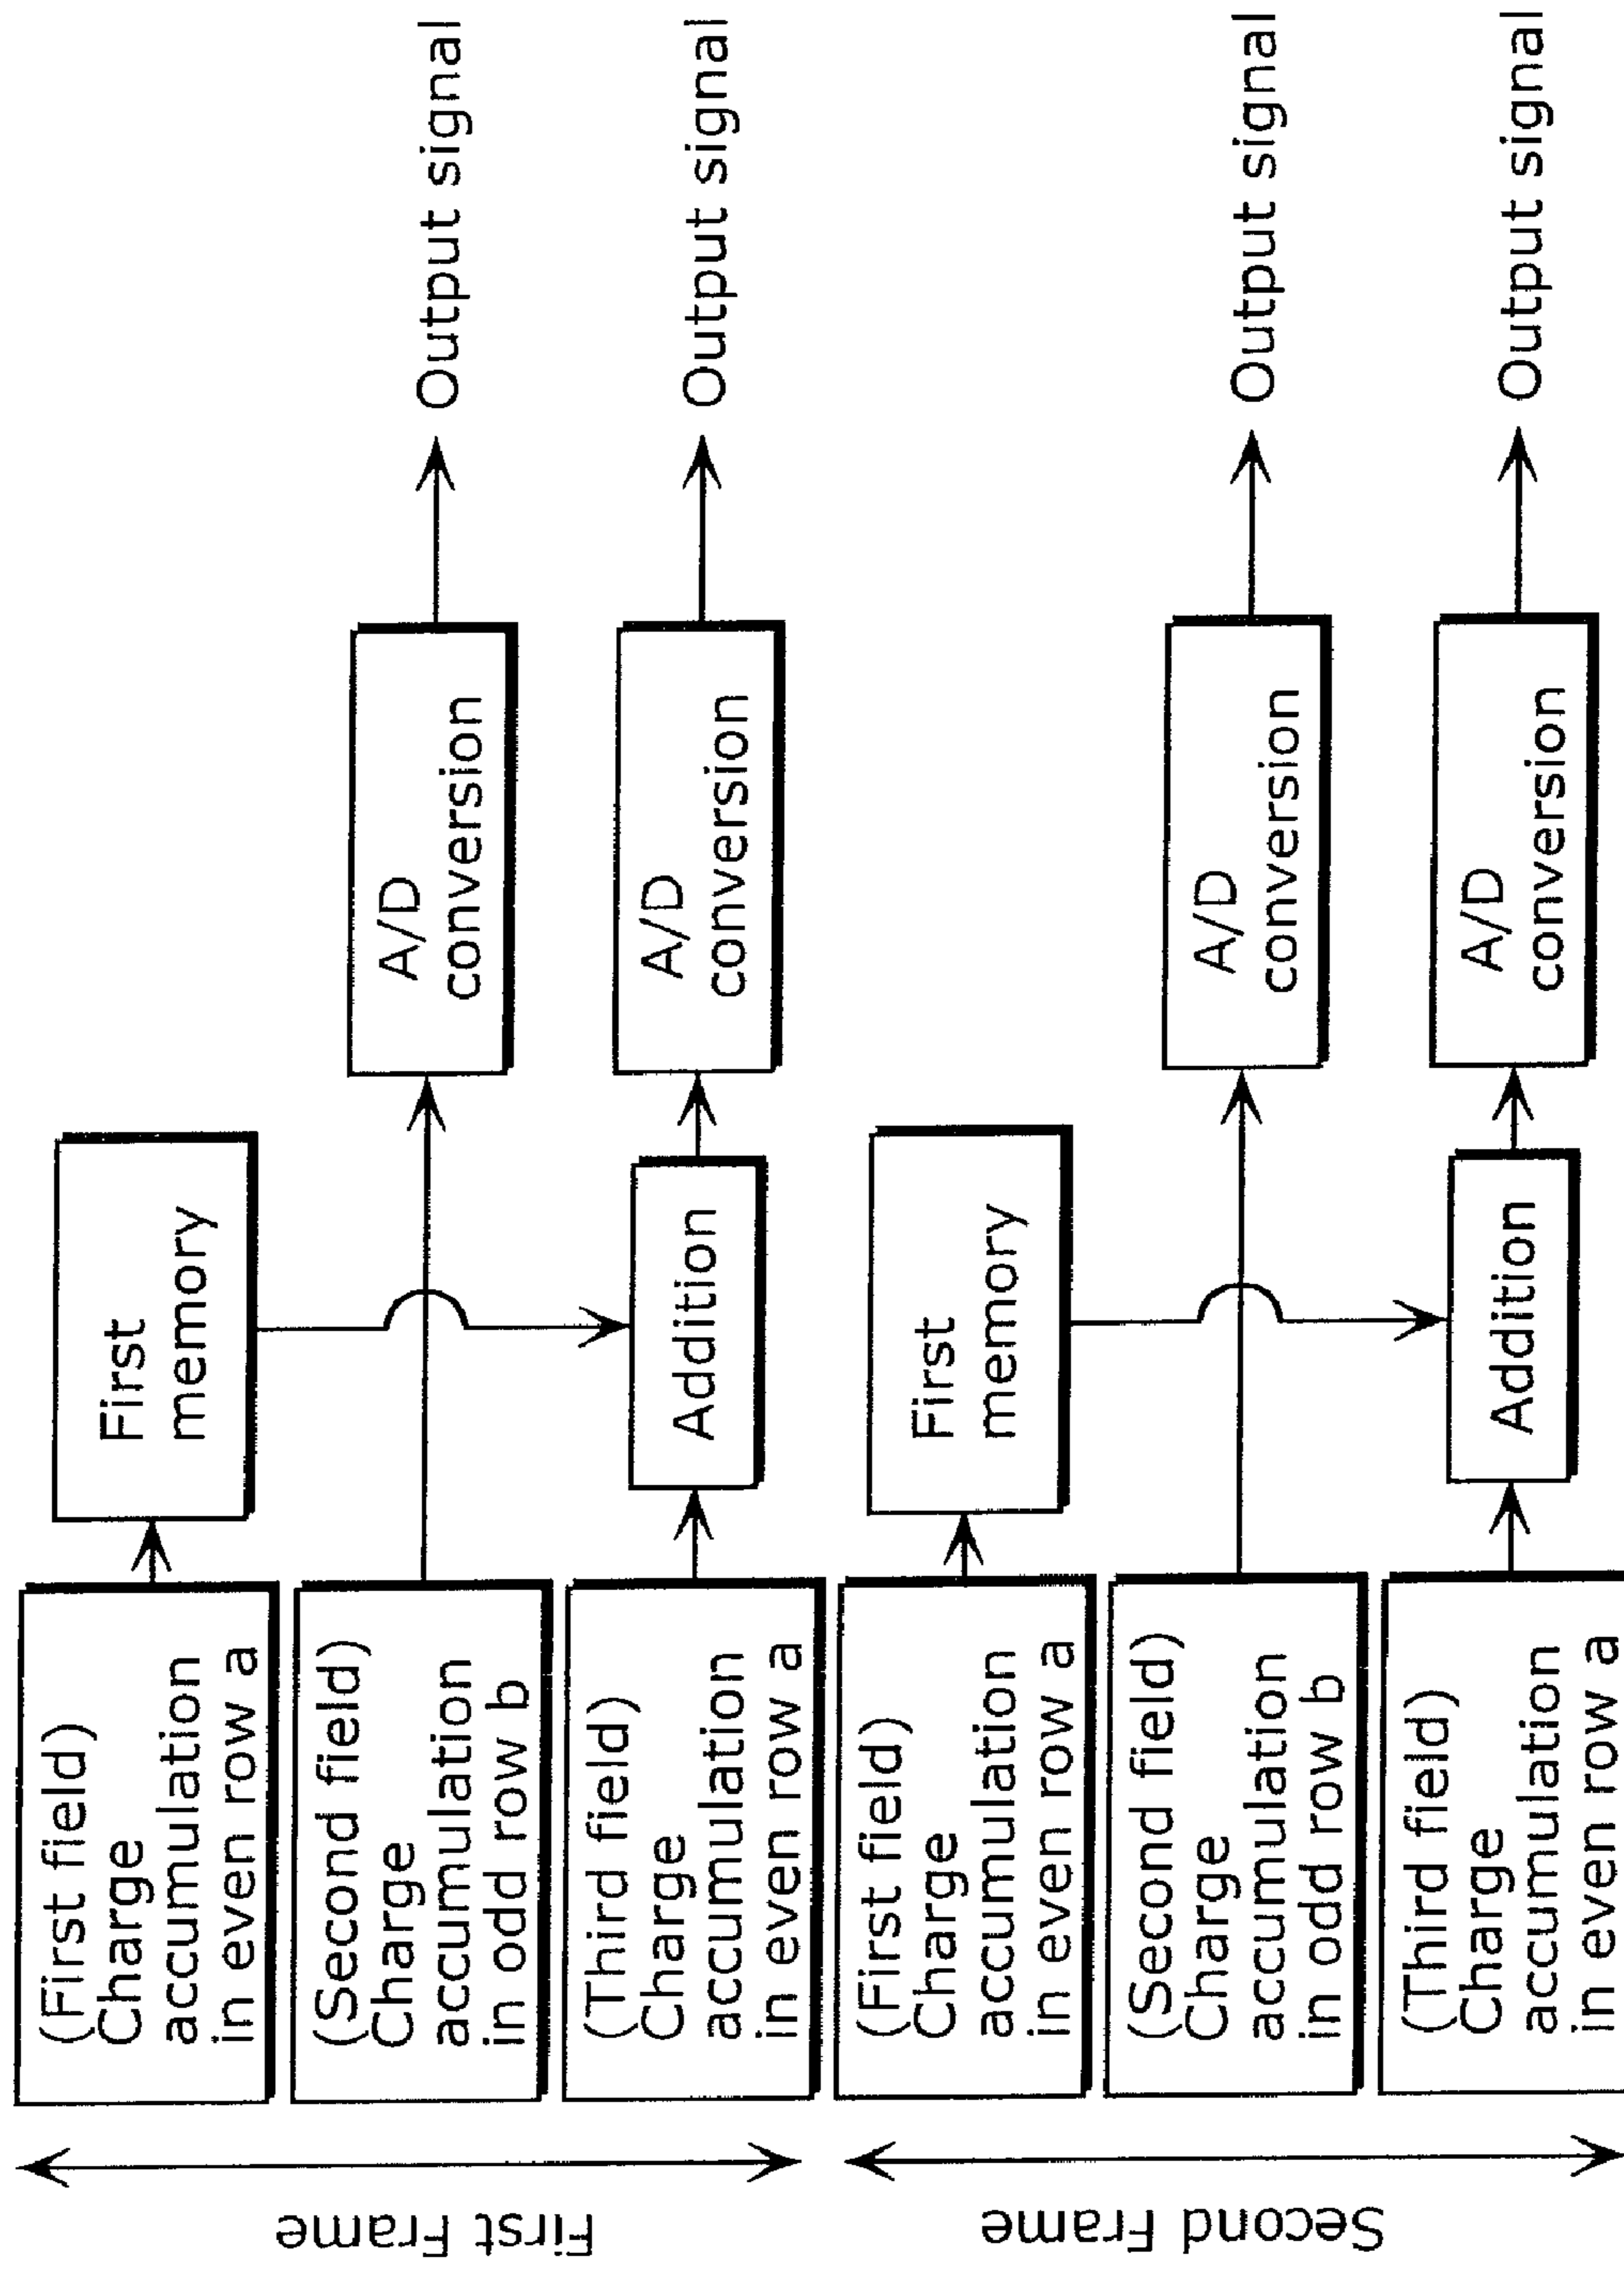 First Frame
(First field)
Charge
accumulation
in even row a
First
memory
(Second field)
Charge
accumulation
in odd row b
A/D
conversion
Output signal
(Third field)
Charge
accumulation
in even row a
Addition
A/D
conversion
Output signal
Second Frame
(First field)
Charge
accumulation
in even row a
First
memory
(Second field)
Charge
accumulation
in odd row b
A/D
conversion
Output signal
(Third field)
Charge
accumulation
in even row a
Addition
A/D
conversion
Output signal